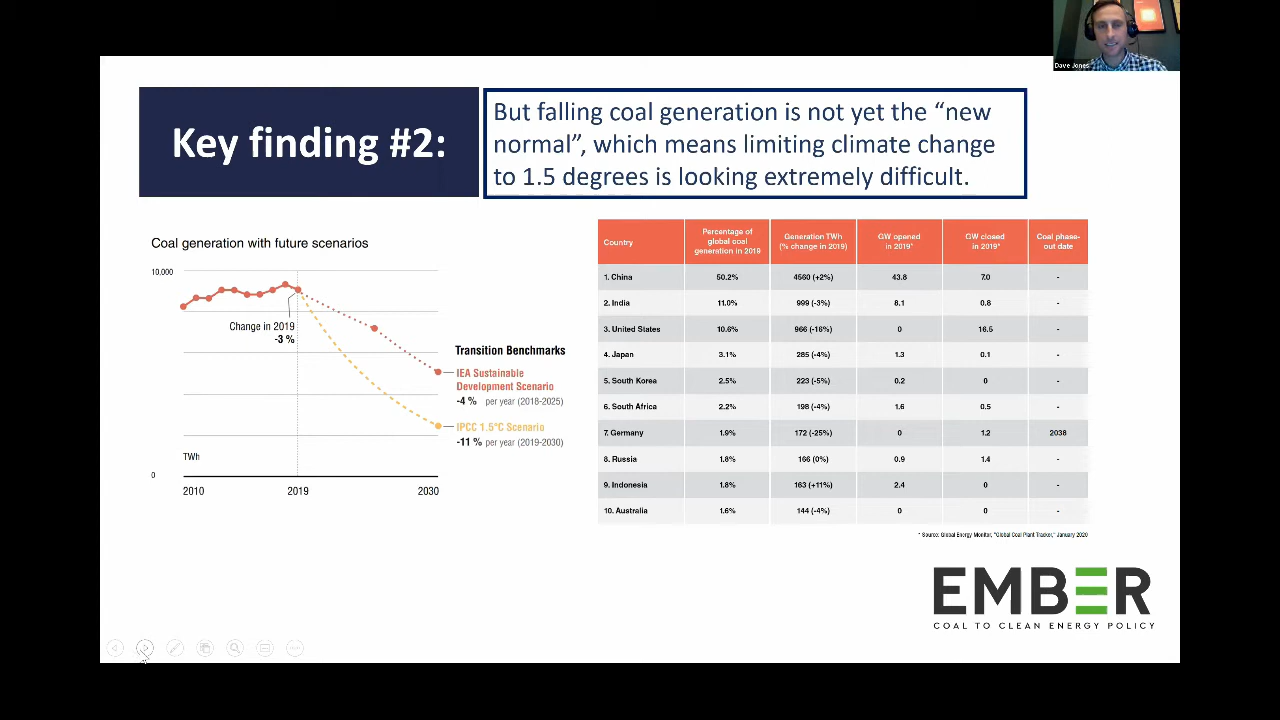 Dave Jones
Key finding #2:
But falling coal generation is not yet the “new
normal”, which means limiting climate change
to 1.5 degrees is looking extremely difficult.
Coal generation with future scenarios
10,000
Change in 2019
-3 %
TWh
0
2010 2019 2030
Transition Benchmarks
IEA Sustainable
Development Scenario
-4 % per year (2018-2025)
IPCC 1.5°C Scenario
-11 % per year (2019-2030)
Country
Percentage of
global coal
generation in 2019
Generation TWh
(% change in 2019)
GW opened
in 2019*
GW closed
in 2019*
Coal phase-
out date
1. China 50.2% 4560 (+2%) 43.8 7.0 -
2. India 11.0% 999 (-3%) 8.1 0.8 -
3. United States 10.6% 966 (-16%) 0 16.5 -
4. Japan 3.1% 285 (-4%) 1.3 0.1 -
5. South Korea 2.5% 223 (-5%) 0.2 0 -
6. South Africa 2.2% 198 (-4%) 1.6 0.5 -
7. Germany 1.9% 172 (-25%) 0 1.2 2038
8. Russia 1.8% 166 (0%) 0.9 1.4 -
9. Indonesia 1.8% 163 (+11%) 2.4 0 -
10. Australia 1.6% 144 (-4%) 0 0 -
* Source: Global Energy Monitor, "Global Coal Plant Tracker," January 2020
EMBER
COAL TO CLEAN ENERGY POLICY